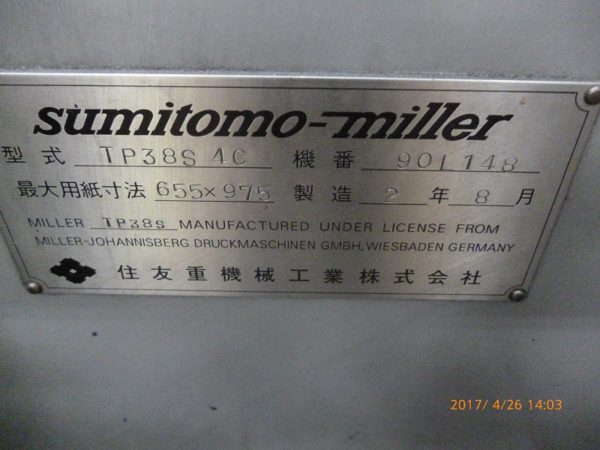 sumitomo-miller
型式 TP38S 4C 機番 90L148
最大用紙寸法 655×975 製造 2 年 8 月
MILLER TP38S MANUFACTURED UNDER LICENSE FROM
MILLER-JOHANNISBERG DRUCKMASCHINEN GMBH, WIESBADEN GERMANY
住友重機械工業株式会社
2017/ 4/26 14:03